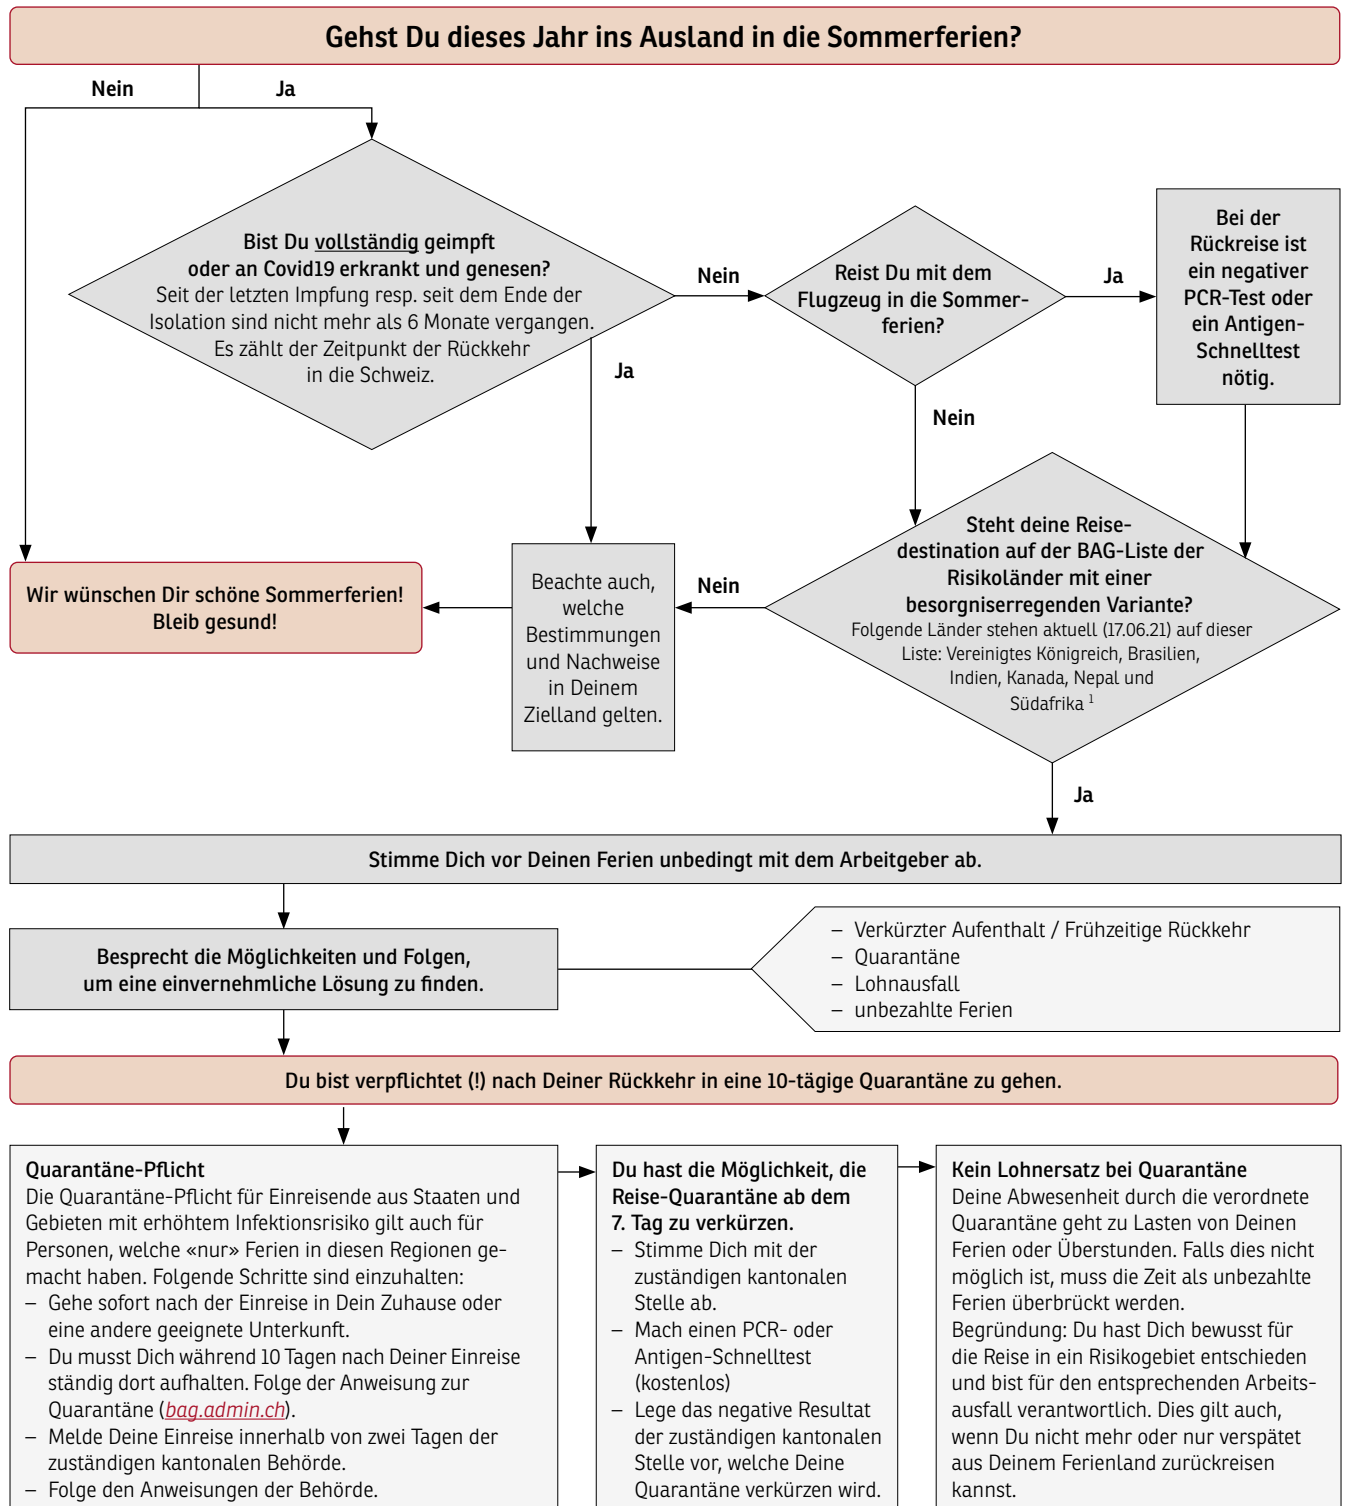 Gehst Du dieses Jahr ins Ausland in die Sommerferien?
Nein
Ja
Bist Du vollständig geimpft
oder an Covid19 erkrankt und genesen?
Seit der letzten Impfung resp. seit dem Ende der
Isolation sind nicht mehr als 6 Monate vergangen.
Es zählt der Zeitpunkt der Rückkehr
in die Schweiz.
Nein
Ja
Reist Du mit dem
Flugzeug in die Sommer-
ferien?
Ja
Nein
Bei der
Rückreise ist
ein negativer
PCR-Test oder
ein Antigen-
Schnelltest
nötig.
Steht deine Reise-
destination auf der BAG-Liste der
Risikoländer mit einer
besorgniserregenden Variante?
Folgende Länder stehen aktuell (17.06.21) auf dieser
Liste: Vereinigtes Königreich, Brasilien,
Indien, Kanada, Nepal und
Südafrika ¹
Nein
Ja
Beachte auch,
welche
Bestimmungen
und Nachweise
in Deinem
Zielland gelten.
Wir wünschen Dir schöne Sommerferien!
Bleib gesund!
Stimme Dich vor Deinen Ferien unbedingt mit dem Arbeitgeber ab.
Besprecht die Möglichkeiten und Folgen,
um eine einvernehmliche Lösung zu finden.
– Verkürzter Aufenthalt / Frühzeitige Rückkehr
– Quarantäne
– Lohnausfall
– unbezahlte Ferien
Du bist verpflichtet (!) nach Deiner Rückkehr in eine 10-tägige Quarantäne zu gehen.
Quarantäne-Pflicht
Die Quarantäne-Pflicht für Einreisende aus Staaten und
Gebieten mit erhöhtem Infektionsrisiko gilt auch für
Personen, welche «nur» Ferien in diesen Regionen ge-
macht haben. Folgende Schritte sind einzuhalten:
– Gehe sofort nach der Einreise in Dein Zuhause oder
eine andere geeignete Unterkunft.
– Du musst Dich während 10 Tagen nach Deiner Einreise
ständig dort aufhalten. Folge der Anweisung zur
Quarantäne (bag.admin.ch).
– Melde Deine Einreise innerhalb von zwei Tagen der
zuständigen kantonalen Behörde.
– Folge den Anweisungen der Behörde.
Du hast die Möglichkeit, die
Reise-Quarantäne ab dem
7. Tag zu verkürzen.
– Stimme Dich mit der
zuständigen kantonalen
Stelle ab.
– Mach einen PCR- oder
Antigen-Schnelltest
(kostenlos)
– Lege das negative Resultat
der zuständigen kantonalen
Stelle vor, welche Deine
Quarantäne verkürzen wird.
Kein Lohnersatz bei Quarantäne
Deine Abwesenheit durch die verordnete
Quarantäne geht zu Lasten von Deinen
Ferien oder Überstunden. Falls dies nicht
möglich ist, muss die Zeit als unbezahlte
Ferien überbrückt werden.
Begründung: Du hast Dich bewusst für
die Reise in ein Risikogebiet entschieden
und bist für den entsprechenden Arbeits-
ausfall verantwortlich. Dies gilt auch,
wenn Du nicht mehr oder nur verspätet
aus Deinem Ferienland zurückreisen
kannst.